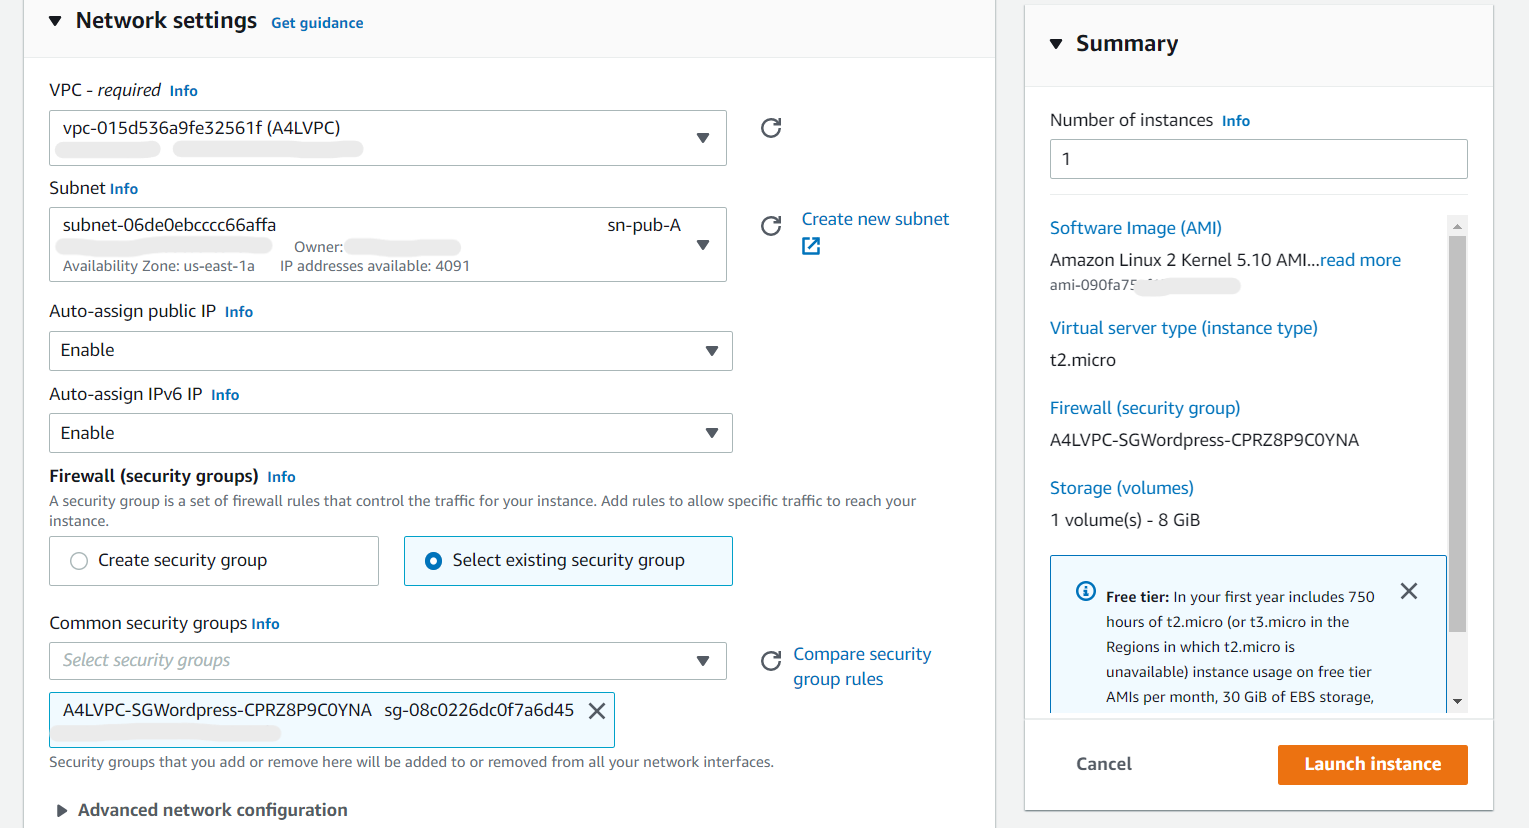 Network settings Get guidance
VPC - required Info
vpc-015d536a9fe32561f (A4LVPC)
Subnet Info
subnet-06de0ebcccc66affa sn-pub-A
Owner:
Availability Zone: us-east-1a IP addresses available: 4091
Create new subnet
Auto-assign public IP Info
Enable
Auto-assign IPv6 IP Info
Enable
Firewall (security groups) Info
A security group is a set of firewall rules that control the traffic for your instance. Add rules to allow specific traffic to reach your
instance.
Create security group
Select existing security group
Common security groups Info
Select security groups
Compare security
group rules
A4LVPC-SGWordpress-CPRZ8P9C0YNA sg-08c0226dc0f7a6d45
Security groups that you add or remove here will be added to or removed from all your network interfaces.
Advanced network configuration
Summary
Number of instances Info
1
Software Image (AMI)
Amazon Linux 2 Kernel 5.10 AMI...read more
ami-090fa75
Virtual server type (instance type)
t2.micro
Firewall (security group)
A4LVPC-SGWordpress-CPRZ8P9C0YNA
Storage (volumes)
1 volume(s) - 8 GiB
Free tier: In your first year includes 750
hours of t2.micro (or t3.micro in the
Regions in which t2.micro is
unavailable) instance usage on free tier
AMIs per month, 30 GiB of EBS storage,
Cancel
Launch instance